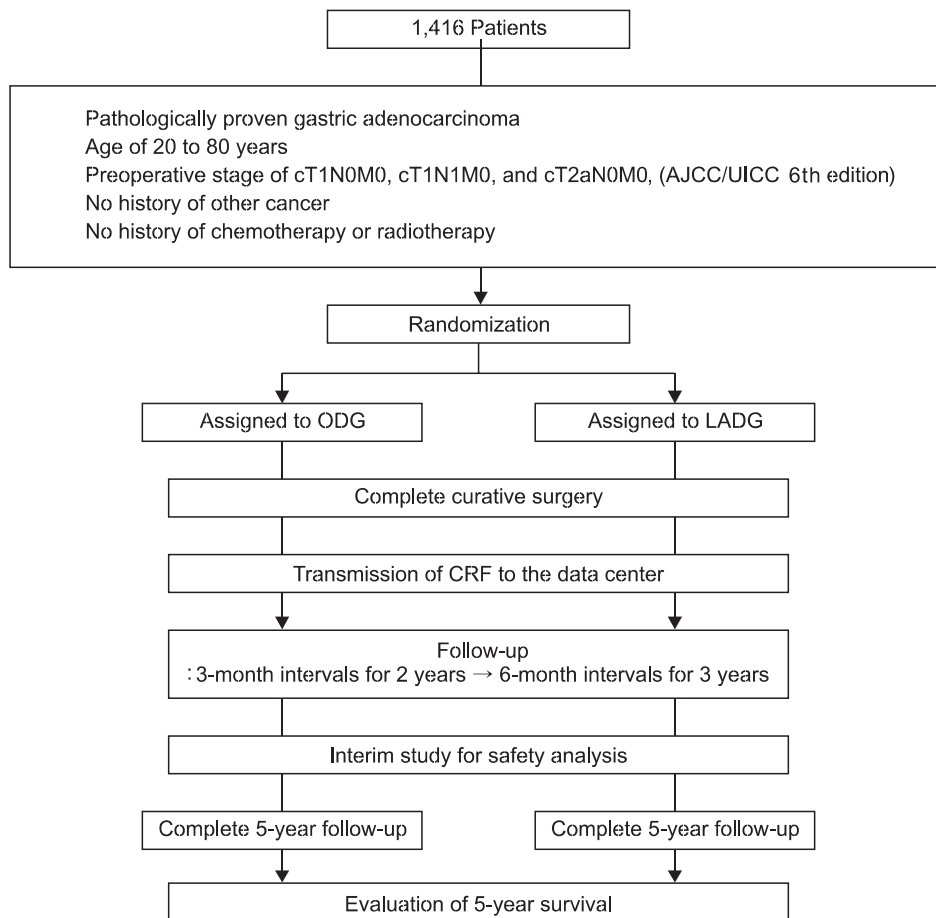 1,416 Patients
Pathologically proven gastric adenocarcinoma
Age of 20 to 80 years
Preoperative stage of cT1N0M0, cT1N1M0, and cT2aN0M0, (AJCC/UICC 6th edition)
No history of other cancer
No history of chemotherapy or radiotherapy
Randomization
Assigned to ODG
Assigned to LADG
Complete curative surgery
Transmission of CRF to the data center
Follow-up
: 3-month intervals for 2 years → 6-month intervals for 3 years
Interim study for safety analysis
Complete 5-year follow-up
Complete 5-year follow-up
Evaluation of 5-year survival